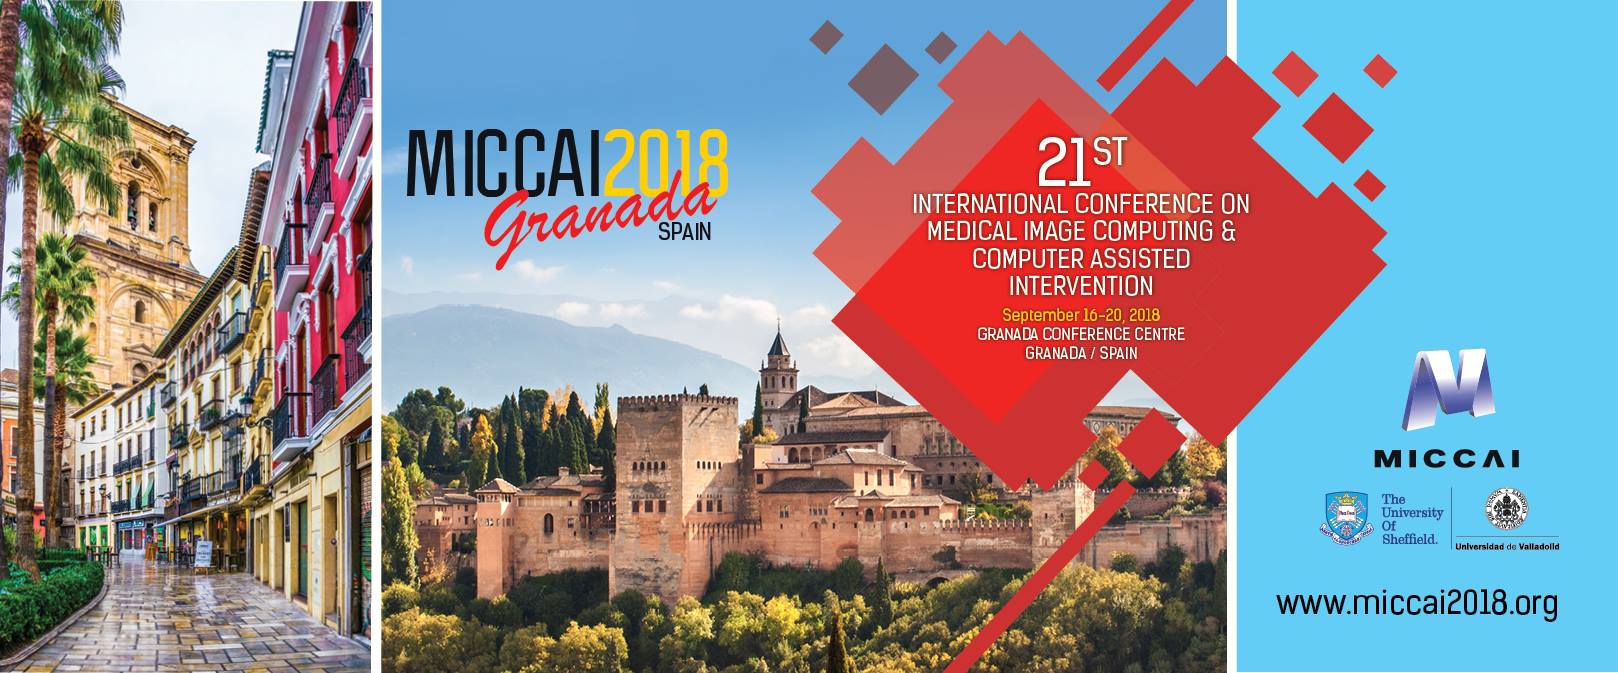 MICCAI2018
Granada
SPAIN
21ST
INTERNATIONAL CONFERENCE ON
MEDICAL IMAGE COMPUTING &
COMPUTER ASSISTED
INTERVENTION
September 16-20, 2018
GRANADA CONFERENCE CENTRE
GRANADA / SPAIN
MICCAI
The
University
Of
Sheffield.
Universidad de Valladolid
www.miccai2018.org